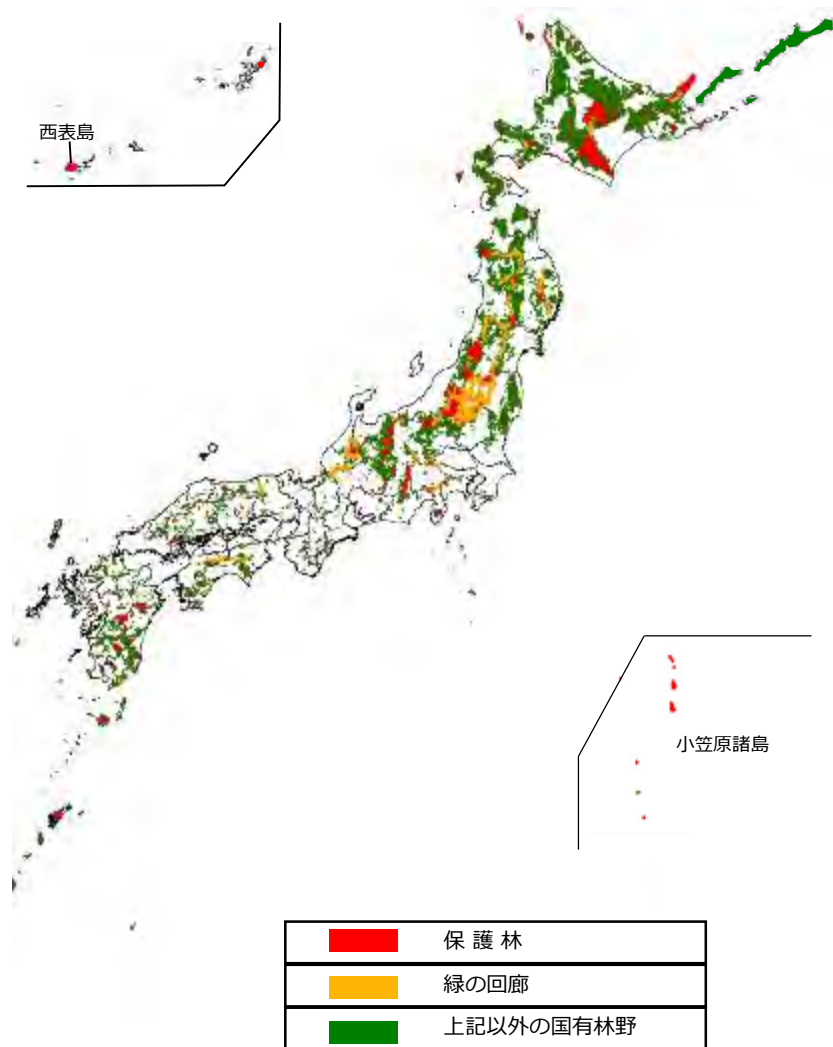 西表島
小笠原諸島
保 護 林
緑の回廊
上記以外の国有林野